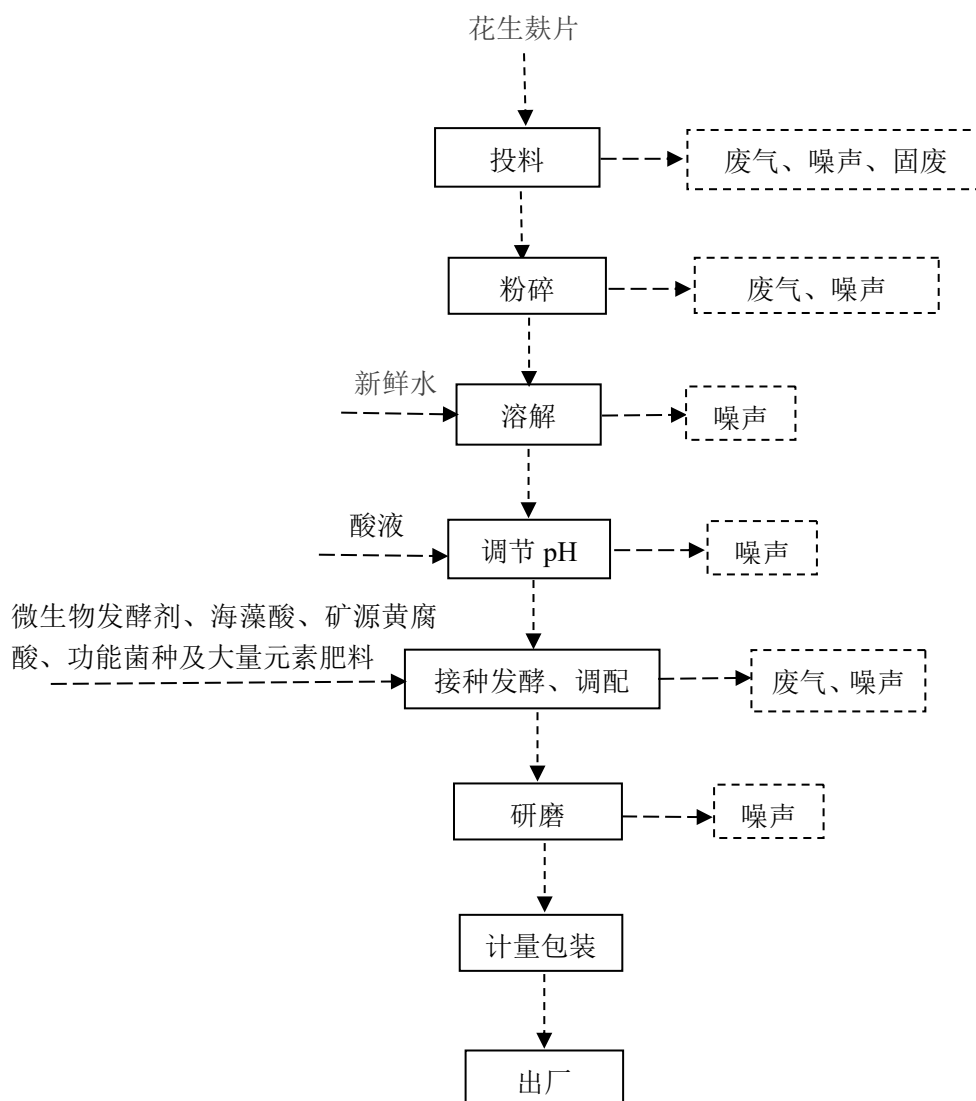 花生麸片
投料
废气、噪声、固废
粉碎
废气、噪声
新鲜水
溶解
噪声
酸液
调节 pH
噪声
微生物发酵剂、海藻酸、矿源黄腐
酸、功能菌种及大量元素肥料
接种发酵、调配
废气、噪声
研磨
噪声
计量包装
出厂